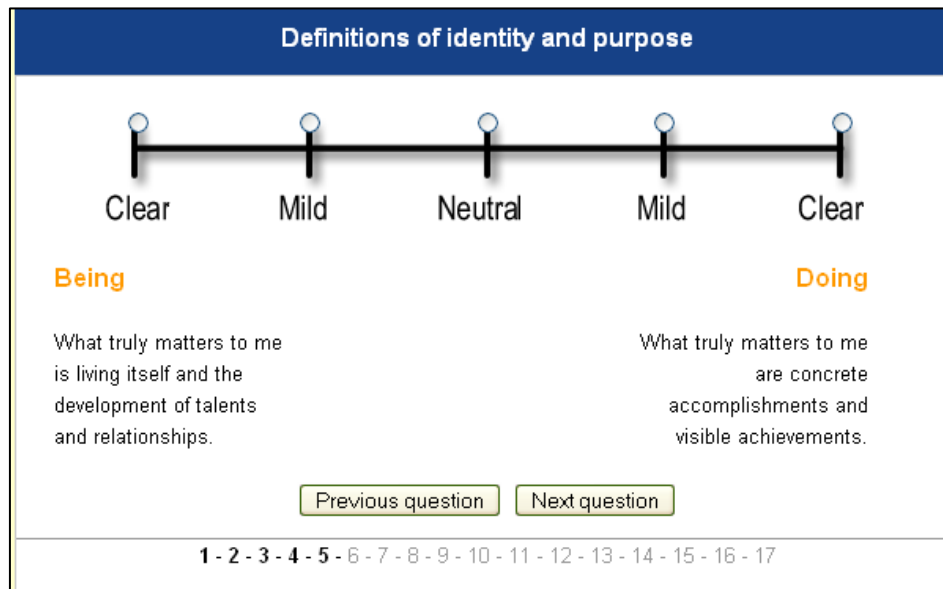 Definitions of identity and purpose
Clear Mild Neutral Mild Clear
Being Doing
What truly matters to me
is living itself and the
development of talents
and relationships.
What truly matters to me
are concrete
accomplishments and
visible achievements.
Previous question Next question
1 - 2 - 3 - 4 - 5 - 6 - 7 - 8 - 9 - 10 - 11 - 12 - 13 - 14 - 15 - 16 - 17